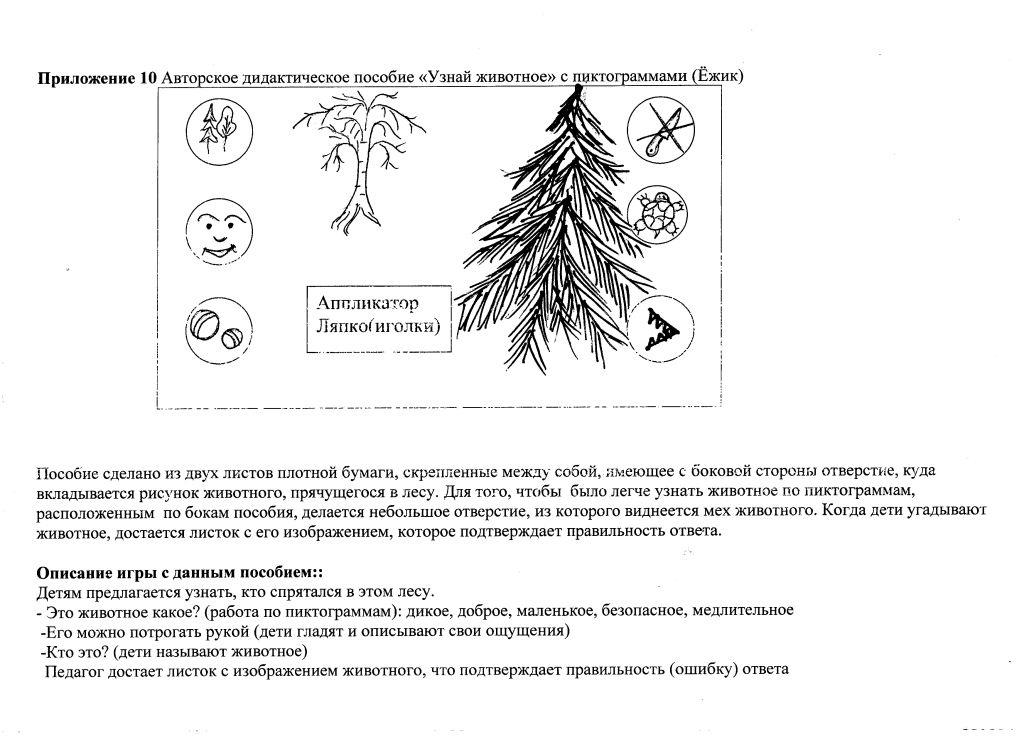 Приложение 10 Авторское дидактическое пособие «Узнай животное» с пиктограммами (Ёжик)
Аппликатор
Ляпко(иголки)
Пособие сделано из двух листов плотной бумаги, скрепленные между собой, имеющее с боковой стороны отверстие, куда
вкладывается рисунок животного, прячущегося в лесу. Для того, чтобы было легче узнать животное по пиктограммам,
расположенным по бокам пособия, делается небольшое отверстие, из которого виднеется мех животного. Когда дети угадывают
животное, достается листок с его изображением, которое подтверждает правильность ответа.
Описание игры с данным пособием::
Детям предлагается узнать, кто спрятался в этом лесу.
- Это животное какое? (работа по пиктограммам): дикое, доброе, маленькое, безопасное, медлительное
-Его можно потрогать рукой (дети гладят и описывают свои ощущения)
-Кто это? (дети называют животное)
Педагог достает листок с изображением животного, что подтверждает правильность (ошибку) ответа